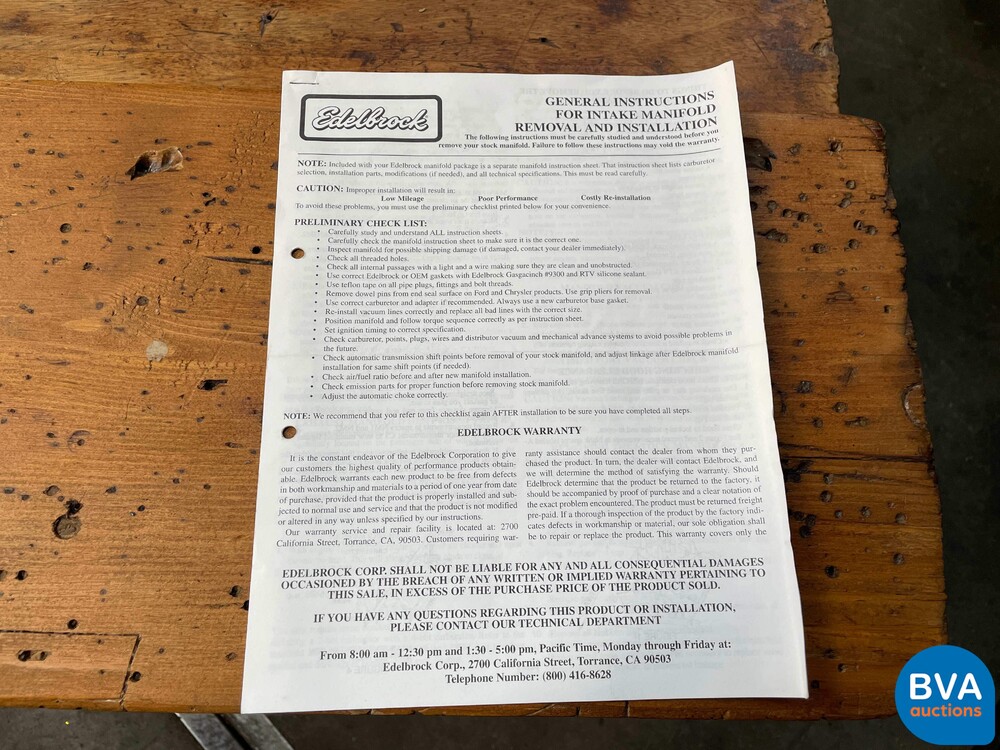 Edelbrock
GENERAL INSTRUCTIONS
FOR INTAKE MANIFOLD
REMOVAL AND INSTALLATION
The following instructions must be carefully studied and understood before you
remove your stock manifold. Failure to follow these instructions may void the warranty.
NOTE: Included with your Edelbrock manifold package is a separate manifold instruction sheet. That instruction sheet lists carburetor
selection, installation parts, modifications (if needed), and all technical specifications. This must be read carefully.
CAUTION: Improper installation will result in:
Low Mileage Poor Performance Costly Re-installation
To avoid these problems, you must use the preliminary checklist printed below for your convenience.
PRELIMINARY CHECK LIST:
• Carefully study and understand ALL instruction sheets.
• Carefully check the manifold instruction sheet to make sure it is the correct one.
• Inspect manifold for possible shipping damage (if damaged, contact your dealer immediately).
• Check all threaded holes.
• Check all internal passages with a light and a wire making sure they are clean and unobstructed.
• Use correct Edelbrock or OEM gaskets with Edelbrock Gasgacinch #9300 and RTV silicone sealant.
• Use teflon tape on all pipe plugs, fittings and bolt threads.
• Remove dowel pins from end seal surface on Ford and Chrysler products. Use grip pliers for removal.
• Use correct carburetor and adapter if recommended. Always use a new carburetor base gasket.
• Re-install vacuum lines correctly and replace all bad lines with the correct size.
• Position manifold and follow torque sequence correctly as per instruction sheet.
• Set ignition timing to correct specification.
• Check carburetor, points, plugs, wires and distributor vacuum and mechanical advance systems to avoid possible problems in
the future.
• Check automatic transmission shift points before removal of your stock manifold, and adjust linkage after Edelbrock manifold
installation for same shift points (if needed).
• Check air/fuel ratio before and after new manifold installation.
• Check emission parts for proper function before removing stock manifold.
• Adjust the automatic choke correctly.
NOTE: We recommend that you refer to this checklist again AFTER installation to be sure you have completed all steps.
EDELBROCK WARRANTY
It is the constant endeavor of the Edelbrock Corporation to give
our customers the highest quality of performance products obtain-
able. Edelbrock warrants each new product to be free from defects
in both workmanship and materials to a period of one year from date
of purchase, provided that the product is properly installed and sub-
jected to normal use and service and that the product is not modified
or altered in any way unless specified by our instructions.
Our warranty service and repair facility is located at: 2700
California Street, Torrance, CA, 90503. Customers requiring war-
ranty assistance should contact the dealer from whom they pur-
chased the product. In turn, the dealer will contact Edelbrock, and
we will determine the method of satisfying the warranty. Should
Edelbrock determine that the product be returned to the factory, it
should be accompanied by proof of purchase and a clear notation of
the exact problem encountered. The product must be returned freight
pre-paid. If a thorough inspection of the product by the factory indi-
cates defects in workmanship or material, our sole obligation shall
be to repair or replace the product. This warranty covers only the
EDELBROCK CORP. SHALL NOT BE LIABLE FOR ANY AND ALL CONSEQUENTIAL DAMAGES
OCCASIONED BY THE BREACH OF ANY WRITTEN OR IMPLIED WARRANTY PERTAINING TO
THIS SALE, IN EXCESS OF THE PURCHASE PRICE OF THE PRODUCT SOLD.
IF YOU HAVE ANY QUESTIONS REGARDING THIS PRODUCT OR INSTALLATION,
PLEASE CONTACT OUR TECHNICAL DEPARTMENT
From 8:00 am - 12:30 pm and 1:30 - 5:00 pm, Pacific Time, Monday through Friday at:
Edelbrock Corp., 2700 California Street, Torrance, CA 90503
Telephone Number: (800) 416-8628
BVA
auctions